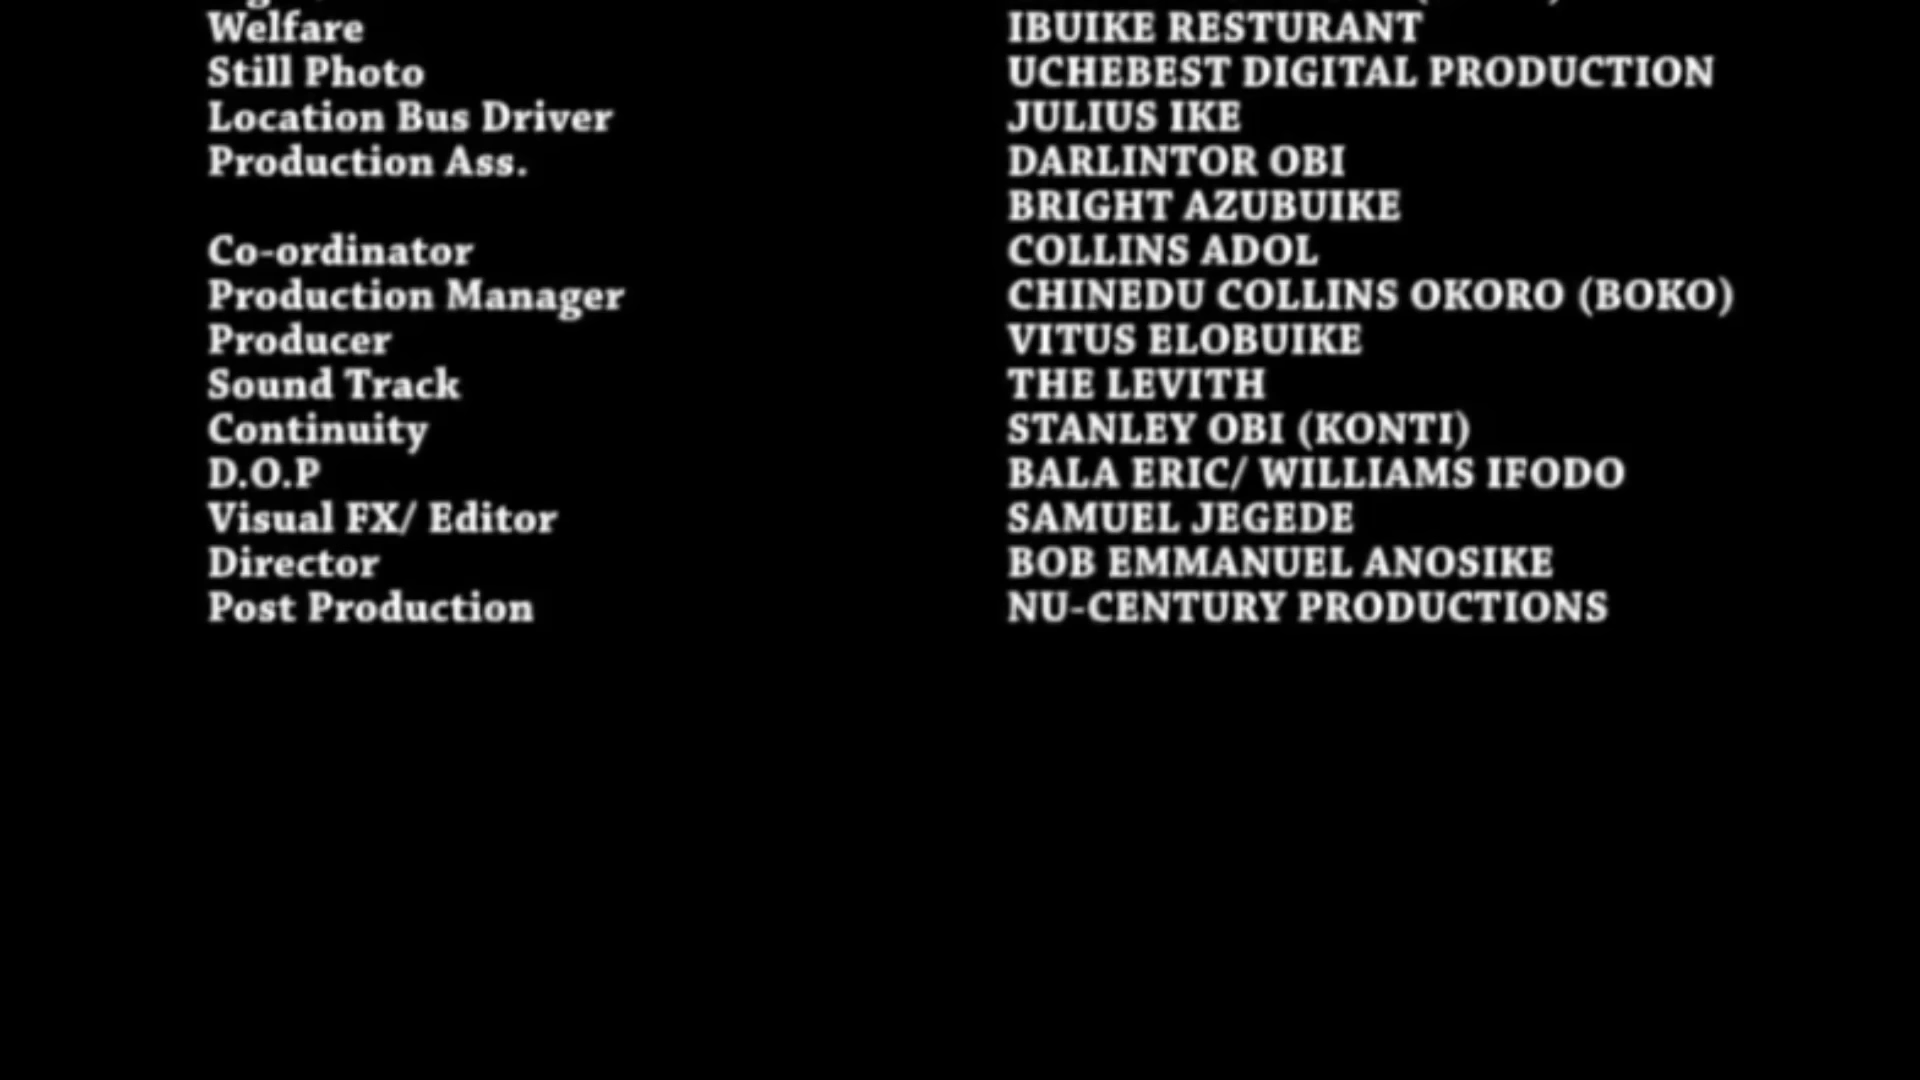 Welfare IBUIKE RESTURANT
Still Photo UCHEBEST DIGITAL PRODUCTION
Location Bus Driver JULIUS IKE
Production Ass. DARLINTOR OBI
BRIGHT AZUBUIKE
Co-ordinator COLLINS ADOL
Production Manager CHINEDU COLLINS OKORO (BOKO)
Producer VITUS ELOBUIKE
Sound Track THE LEVITH
Continuity STANLEY OBI (KONTI)
D.O.P BALA ERIC/ WILLIAMS IFODO
Visual FX/ Editor SAMUEL JEGEDE
Director BOB EMMANUEL ANOSIKE
Post Production NU-CENTURY PRODUCTIONS